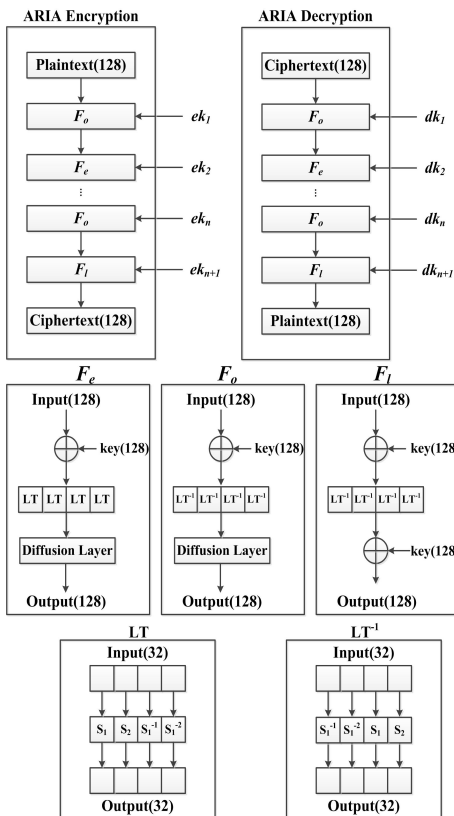 ARIA Encryption
Plaintext(128)
Fo
ek1
Fe
ek2
...
Fo
ekn
Fl
ekn+1
Ciphertext(128)
ARIA Decryption
Ciphertext(128)
Fo
dk1
Fe
dk2
...
Fo
dkn
Fl
dkn+1
Plaintext(128)
Fe
Input(128)
key(128)
LT LT LT LT
Diffusion Layer
Output(128)
Fo
Input(128)
key(128)
LT-1 LT-1 LT-1 LT-1
Diffusion Layer
Output(128)
Fl
Input(128)
key(128)
LT-1 LT-1 LT-1 LT-1
key(128)
Output(128)
LT
Input(32)
S1 S2 S1-1 S1-2
Output(32)
LT-1
Input(32)
S1-1 S1-2 S1 S2
Output(32)